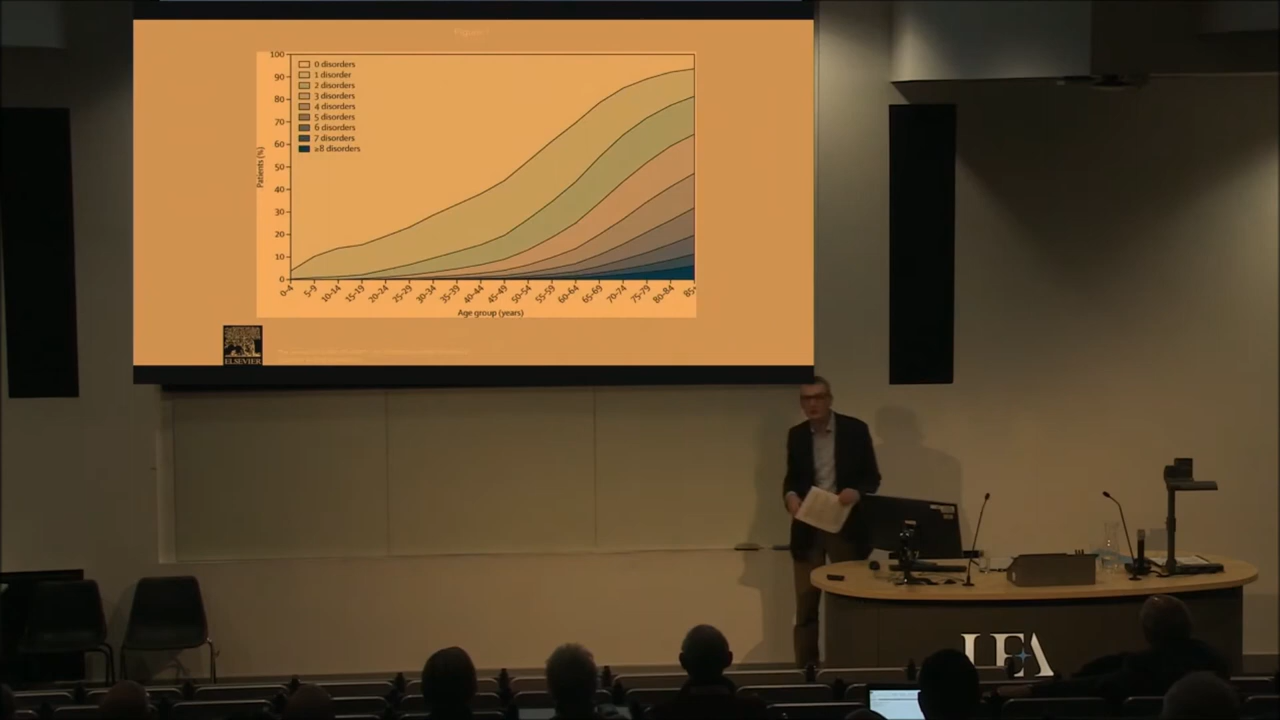 Figure
100
90
80
70
60
50
40
30
20
10
0
Patients (%)
0 disorders
1 disorder
2 disorders
3 disorders
4 disorders
5 disorders
6 disorders
7 disorders
≥8 disorders
0–4
5–9
10–14
15–19
20–24
25–29
30–34
35–39
40–44
45–49
50–54
55–59
60–64
65–69
70–74
75–79
80–84
85+
Age group (years)
ELSEVIER